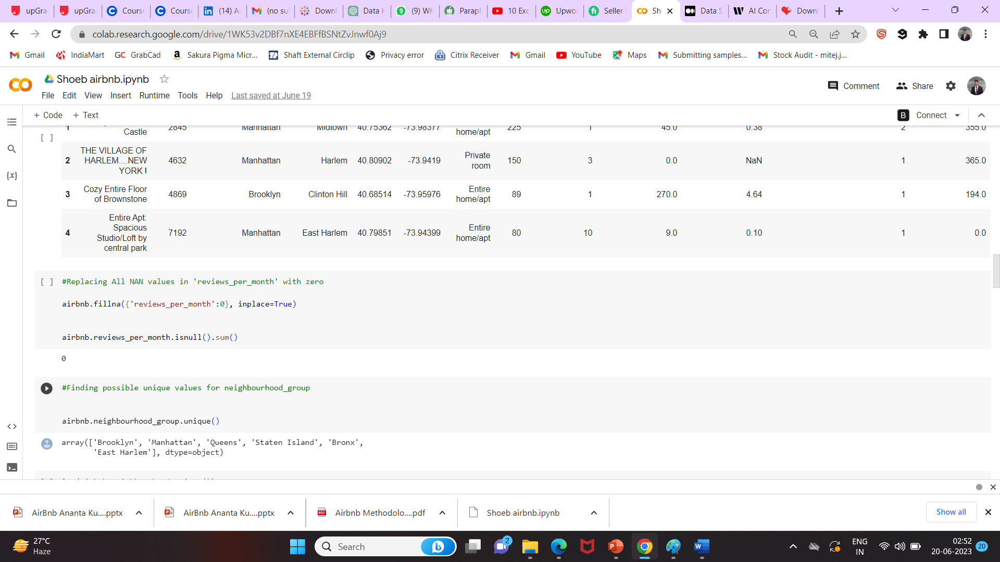 upGra upGra Course Course (14) A (no su Downl Data H (9) Wh Paraph 10 Exc Upwor Seller Sh Data S AI Con Downl
colab.research.google.com/drive/1WK53v2DBf7nXE4EBFfBSNtZvJnwf0Aj9
Gmail IndiaMart GC GrabCad Sakura Pigma Micr... Shaft External Circlip Privacy error Citrix Receiver Gmail YouTube Maps Submitting samples... Stock Audit - mitej.j...
Shoeb airbnb.ipynb
Comment Share
File Edit View Insert Runtime Tools Help Last saved at June 19
+ Code + Text
B Connect
1 Castle 2845 Manhattan Midtown 40.75362 -73.98377 home/apt 225 1 45.0 0.38 2 355.0
[ ]
2 THE VILLAGE OF HARLEM....NEW YORK ! 4632 Manhattan Harlem 40.80902 -73.9419 Private room 150 3 0.0 NaN 1 365.0
3 Cozy Entire Floor of Brownstone 4869 Brooklyn Clinton Hill 40.68514 -73.95976 Entire home/apt 89 1 270.0 4.64 1 194.0
4 Entire Apt: Spacious Studio/Loft by central park 7192 Manhattan East Harlem 40.79851 -73.94399 Entire home/apt 80 10 9.0 0.10 1 0.0
[ ] #Replacing All NAN values in 'reviews_per_month' with zero
airbnb.fillna({'reviews_per_month':0}, inplace=True)
airbnb.reviews_per_month.isnull().sum()
0
#Finding possible unique values for neighbourhood_group
airbnb.neighbourhood_group.unique()
array(['Brooklyn', 'Manhattan', 'Queens', 'Staten Island', 'Bronx',
'East Harlem'], dtype=object)
AirBnb Ananta Ku....pptx AirBnb Ananta Ku....pptx Airbnb Methodolo....pdf Shoeb airbnb.ipynb Show all
27°C
Haze
Search
2
ENG
IN
02:52
20-06-2023
20